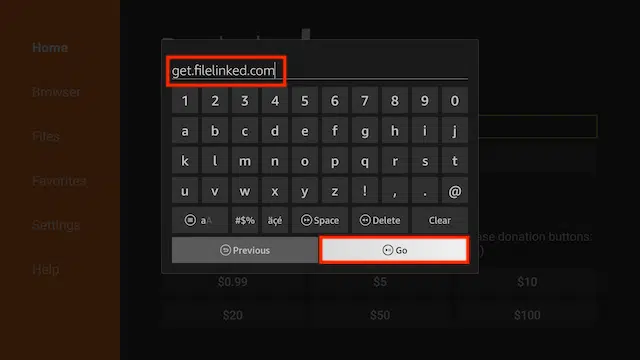 Home
Browser
Files
Favorites
Settings
Help
get.filelinked.com
1 2 3 4 5 6 7 8 9 0
a b c d e f g h i j
k l m n o p q r s t
u v w x y z ! , . @
aA #$% äçé Space Delete Clear
Previous Go
ase donation buttons:
)
$0.99 $5 $10
$20 $50 $100